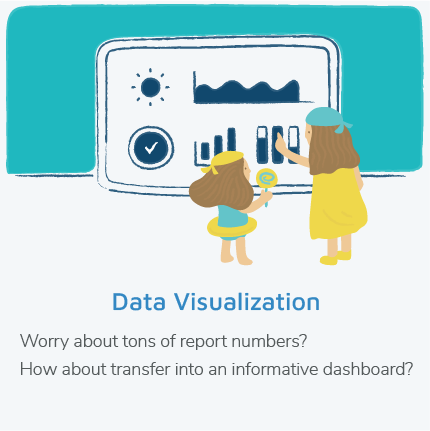 Data Visualization
Worry about tons of report numbers?
How about transfer into an informative dashboard?